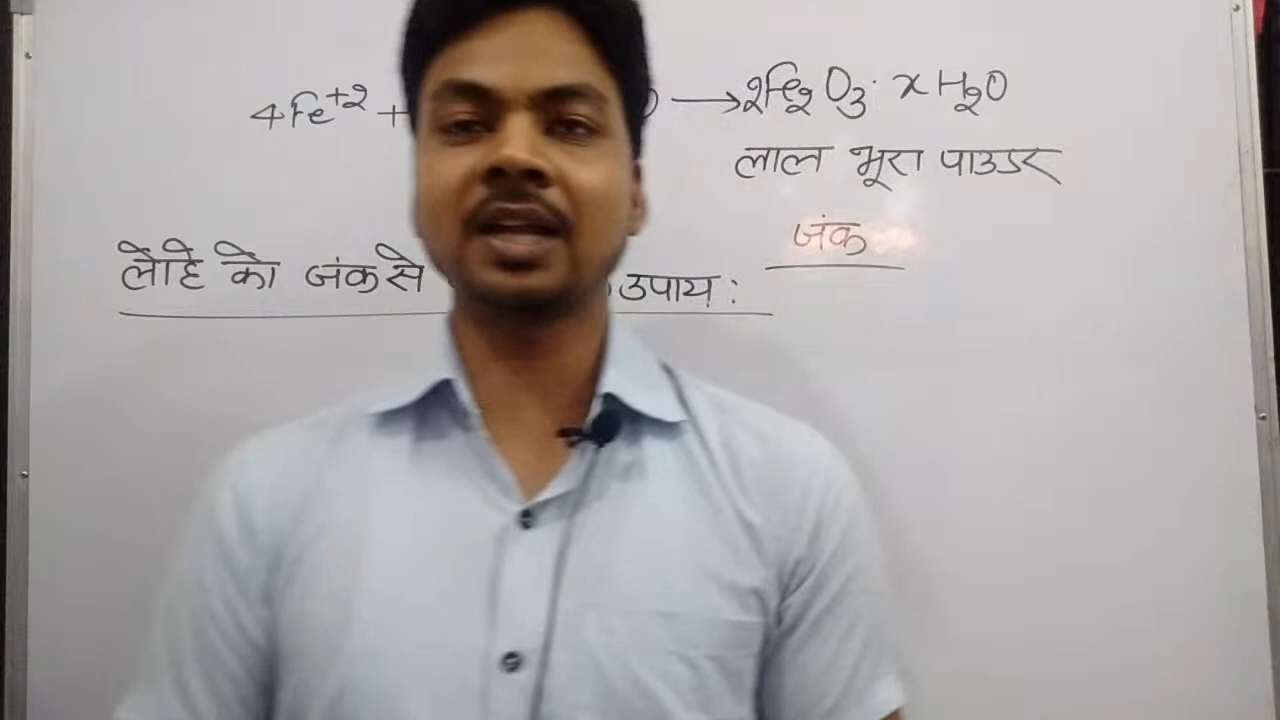 4Fe⁺² + O → 2Fe₂O₃·xH₂O
लाल भूरा पाउडर
जंक
लोहे को जंक से उपाय :